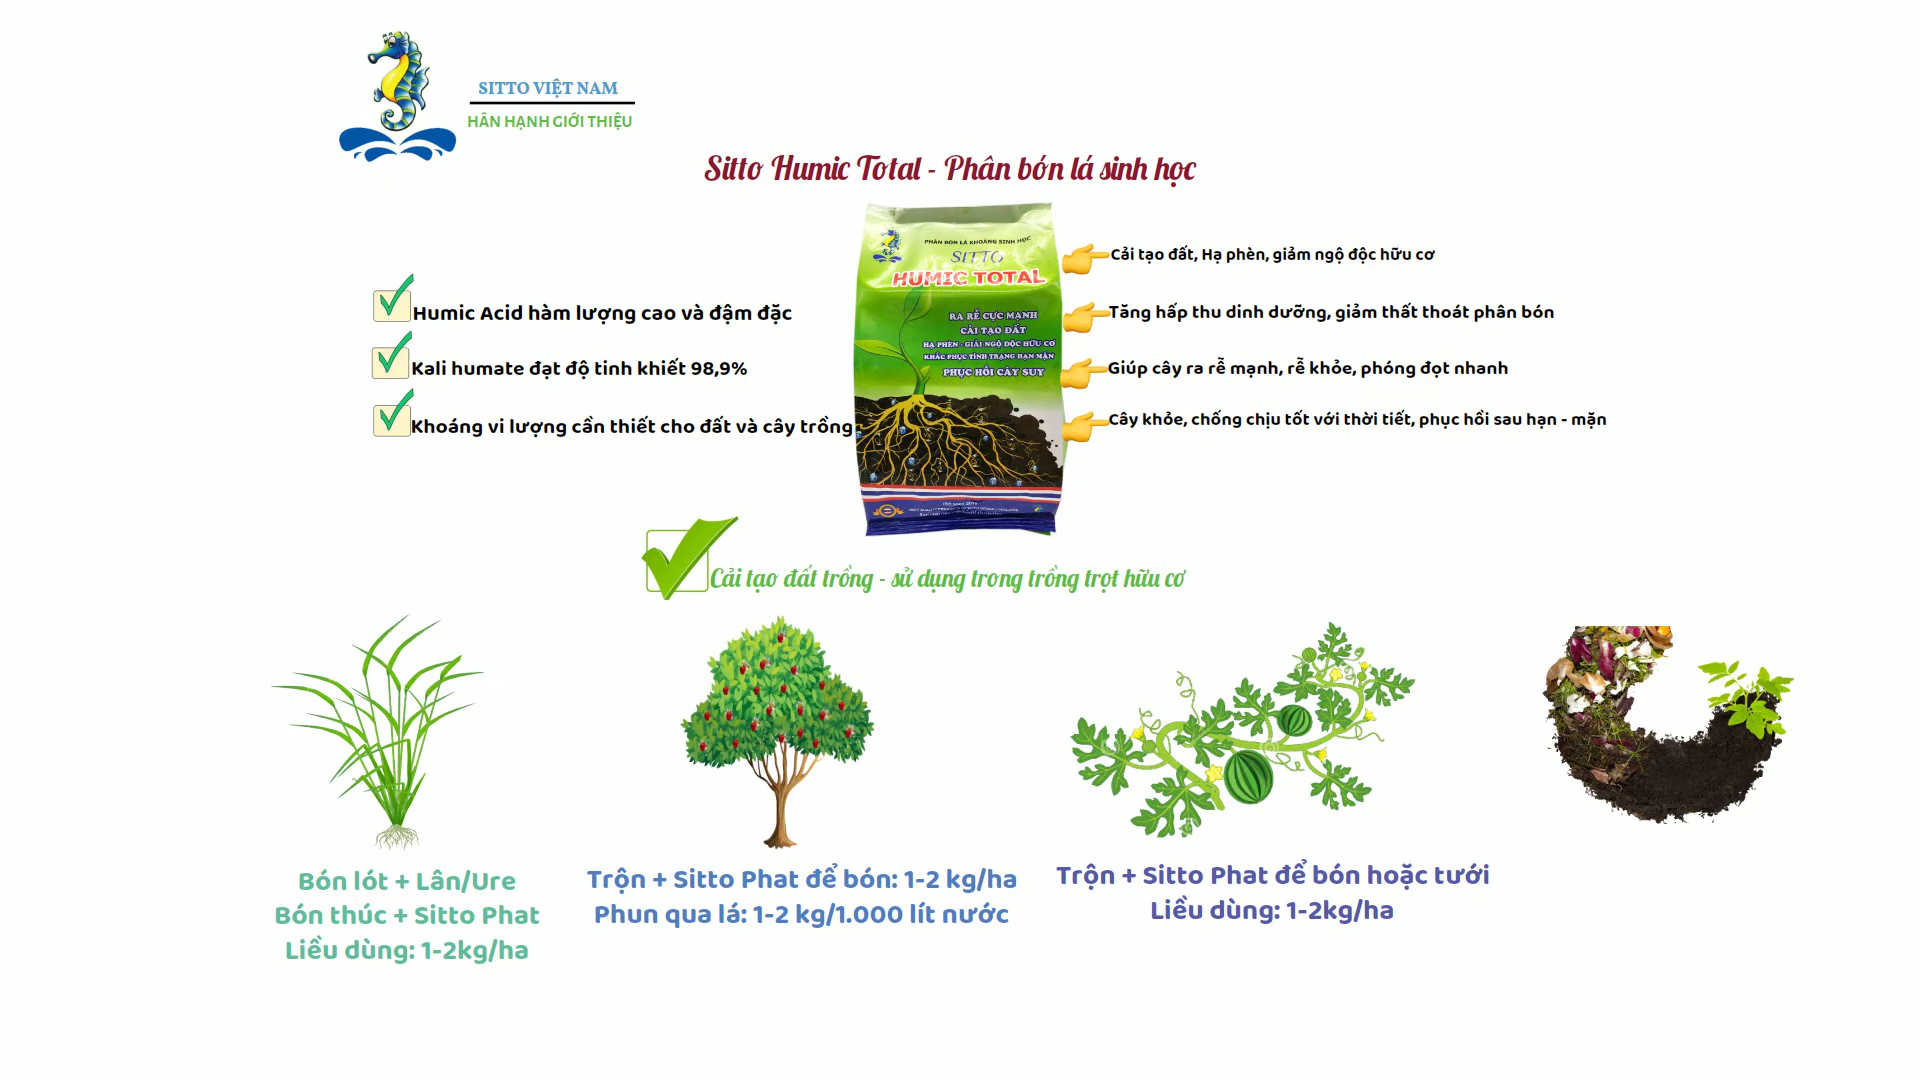 SITTO VIỆT NAM
HÂN HẠNH GIỚI THIỆU
Sitto Humic Total - Phân bón lá sinh học
Humic Acid hàm lượng cao và đậm đặc
Kali humate đạt độ tinh khiết 98,9%
Khoáng vi lượng cần thiết cho đất và cây trồng
PHÂN BÓN LÁ KHOÁNG SINH HỌC
SITTO
HUMIC TOTAL
RA RỄ CỰC MẠNH
CẢI TẠO ĐẤT
HẠ PHÈN - GIẢI NGỘ ĐỘC HỮU CƠ
KHẮC PHỤC TÌNH TRẠNG HẠN MẶN
PHỤC HỒI CÂY SUY
Cải tạo đất, Hạ phèn, giảm ngộ độc hữu cơ
Tăng hấp thu dinh dưỡng, giảm thất thoát phân bón
Giúp cây ra rễ mạnh, rễ khỏe, phóng đọt nhanh
Cây khỏe, chống chịu tốt với thời tiết, phục hồi sau hạn - mặn
Cải tạo đất trồng - sử dụng trong trồng trọt hữu cơ
Bón lót + Lân/Ure
Bón thúc + Sitto Phat
Liều dùng: 1-2kg/ha
Trộn + Sitto Phat để bón: 1-2 kg/ha
Phun qua lá: 1-2 kg/1.000 lít nước
Trộn + Sitto Phat để bón hoặc tưới
Liều dùng: 1-2kg/ha